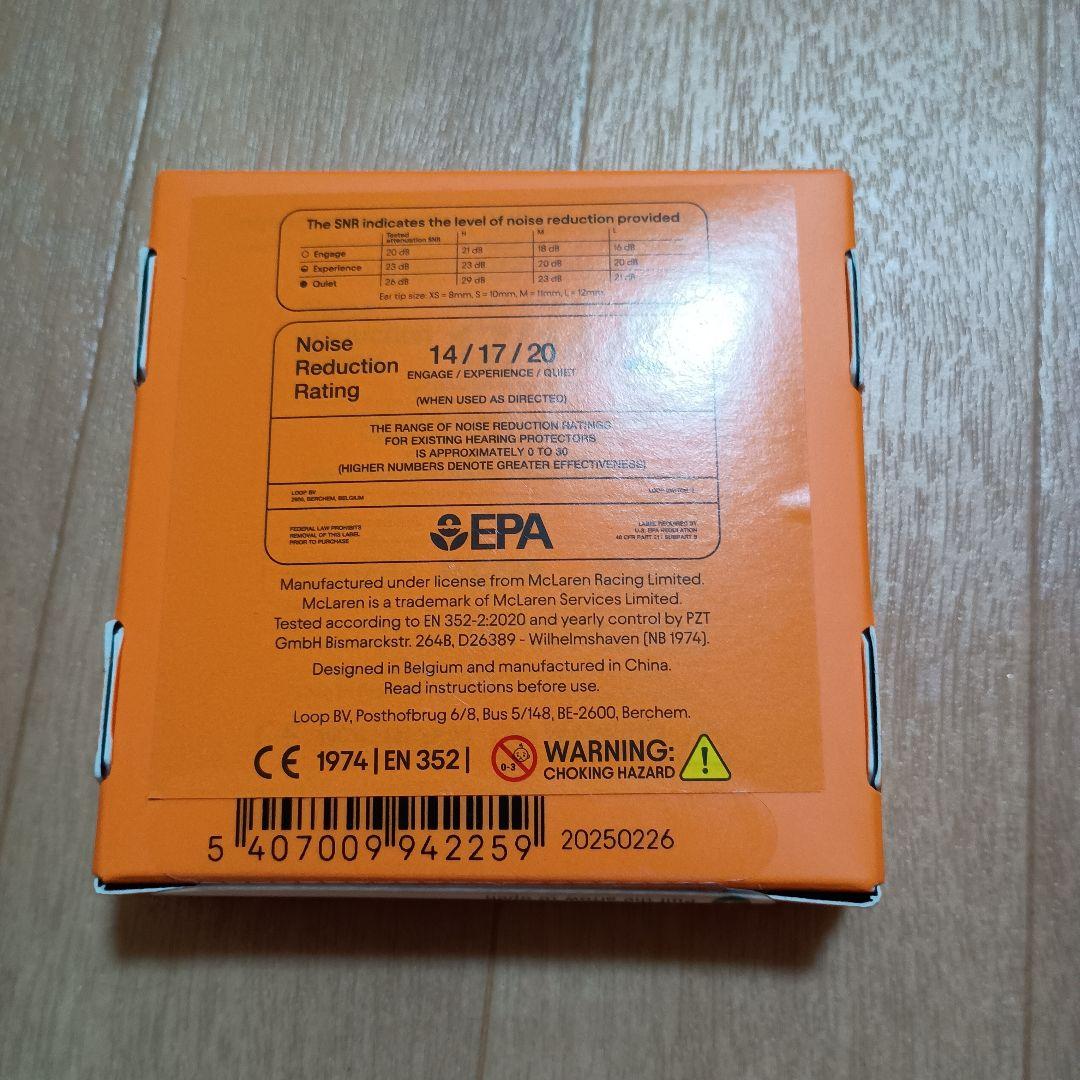 The SNR indicates the level of noise reduction provided
Tested attenuation SNR H M L
Engage 20 dB 21 dB 18 dB 16 dB
Experience 23 dB 23 dB 20 dB 20 dB
Quiet 26 dB 29 dB 23 dB 21 dB
Ear tip size: XS = 8mm, S = 10mm, M = 11mm, L = 12mm
Noise
Reduction
Rating
14 / 17 / 20
ENGAGE / EXPERIENCE / QUIET
(WHEN USED AS DIRECTED)
THE RANGE OF NOISE REDUCTION RATINGS
FOR EXISTING HEARING PROTECTORS
IS APPROXIMATELY 0 TO 30
(HIGHER NUMBERS DENOTE GREATER EFFECTIVENESS)
LOOP BV
2600, BERCHEM, BELGIUM
LOOP
FEDERAL LAW PROHIBITS
REMOVAL OF THIS LABEL
PRIOR TO PURCHASE
EPA
LABEL REQUIRED BY
U.S. EPA REGULATION
40 CFR PART 211 SUBPART B
Manufactured under license from McLaren Racing Limited.
McLaren is a trademark of McLaren Services Limited.
Tested according to EN 352-2:2020 and yearly control by PZT
GmbH Bismarckstr. 264B, D26389 - Wilhelmshaven (NB 1974).
Designed in Belgium and manufactured in China.
Read instructions before use.
Loop BV, Posthofbrug 6/8, Bus 5/148, BE-2600, Berchem.
CE 1974 | EN 352 |
0-3
WARNING:
CHOKING HAZARD
!
5 407009 942259 20250226